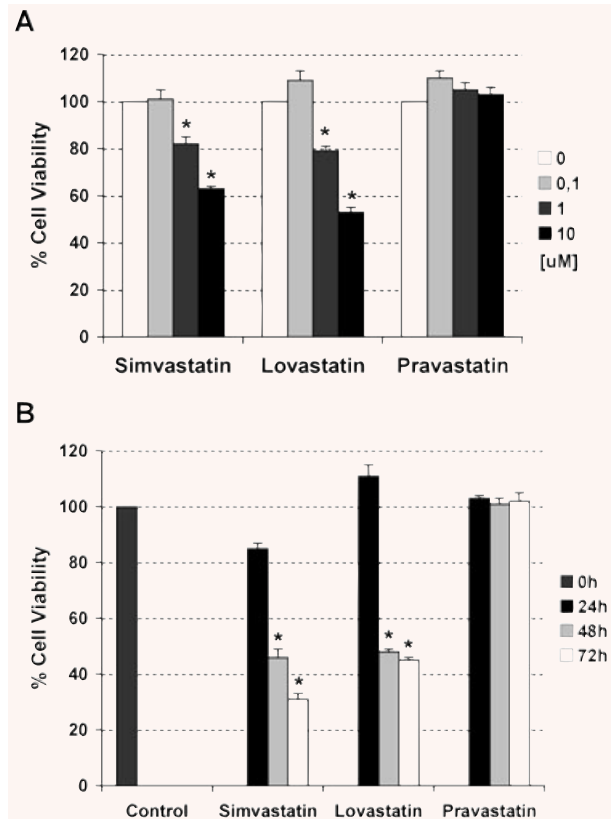 A
120
100
80
60
40
20
0
% Cell Viability
* * * *
Simvastatin Lovastatin Pravastatin
0
0,1
1
10
[uM]
B
120
100
80
60
40
20
0
% Cell Viability
* * * *
Control Simvastatin Lovastatin Pravastatin
0h
24h
48h
72h